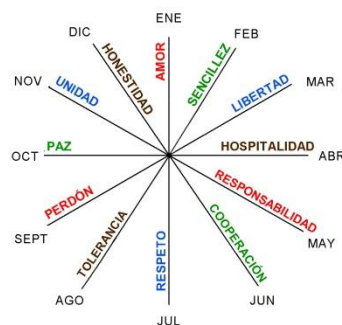 ENE
AMOR
FEB
SENCILLEZ
MAR
LIBERTAD
ABR
HOSPITALIDAD
MAY
RESPONSABILIDAD
JUN
COOPERACIÓN
JUL
RESPETO
AGO
TOLERANCIA
SEPT
PERDÓN
OCT
PAZ
NOV
UNIDAD
DIC
HONESTIDAD